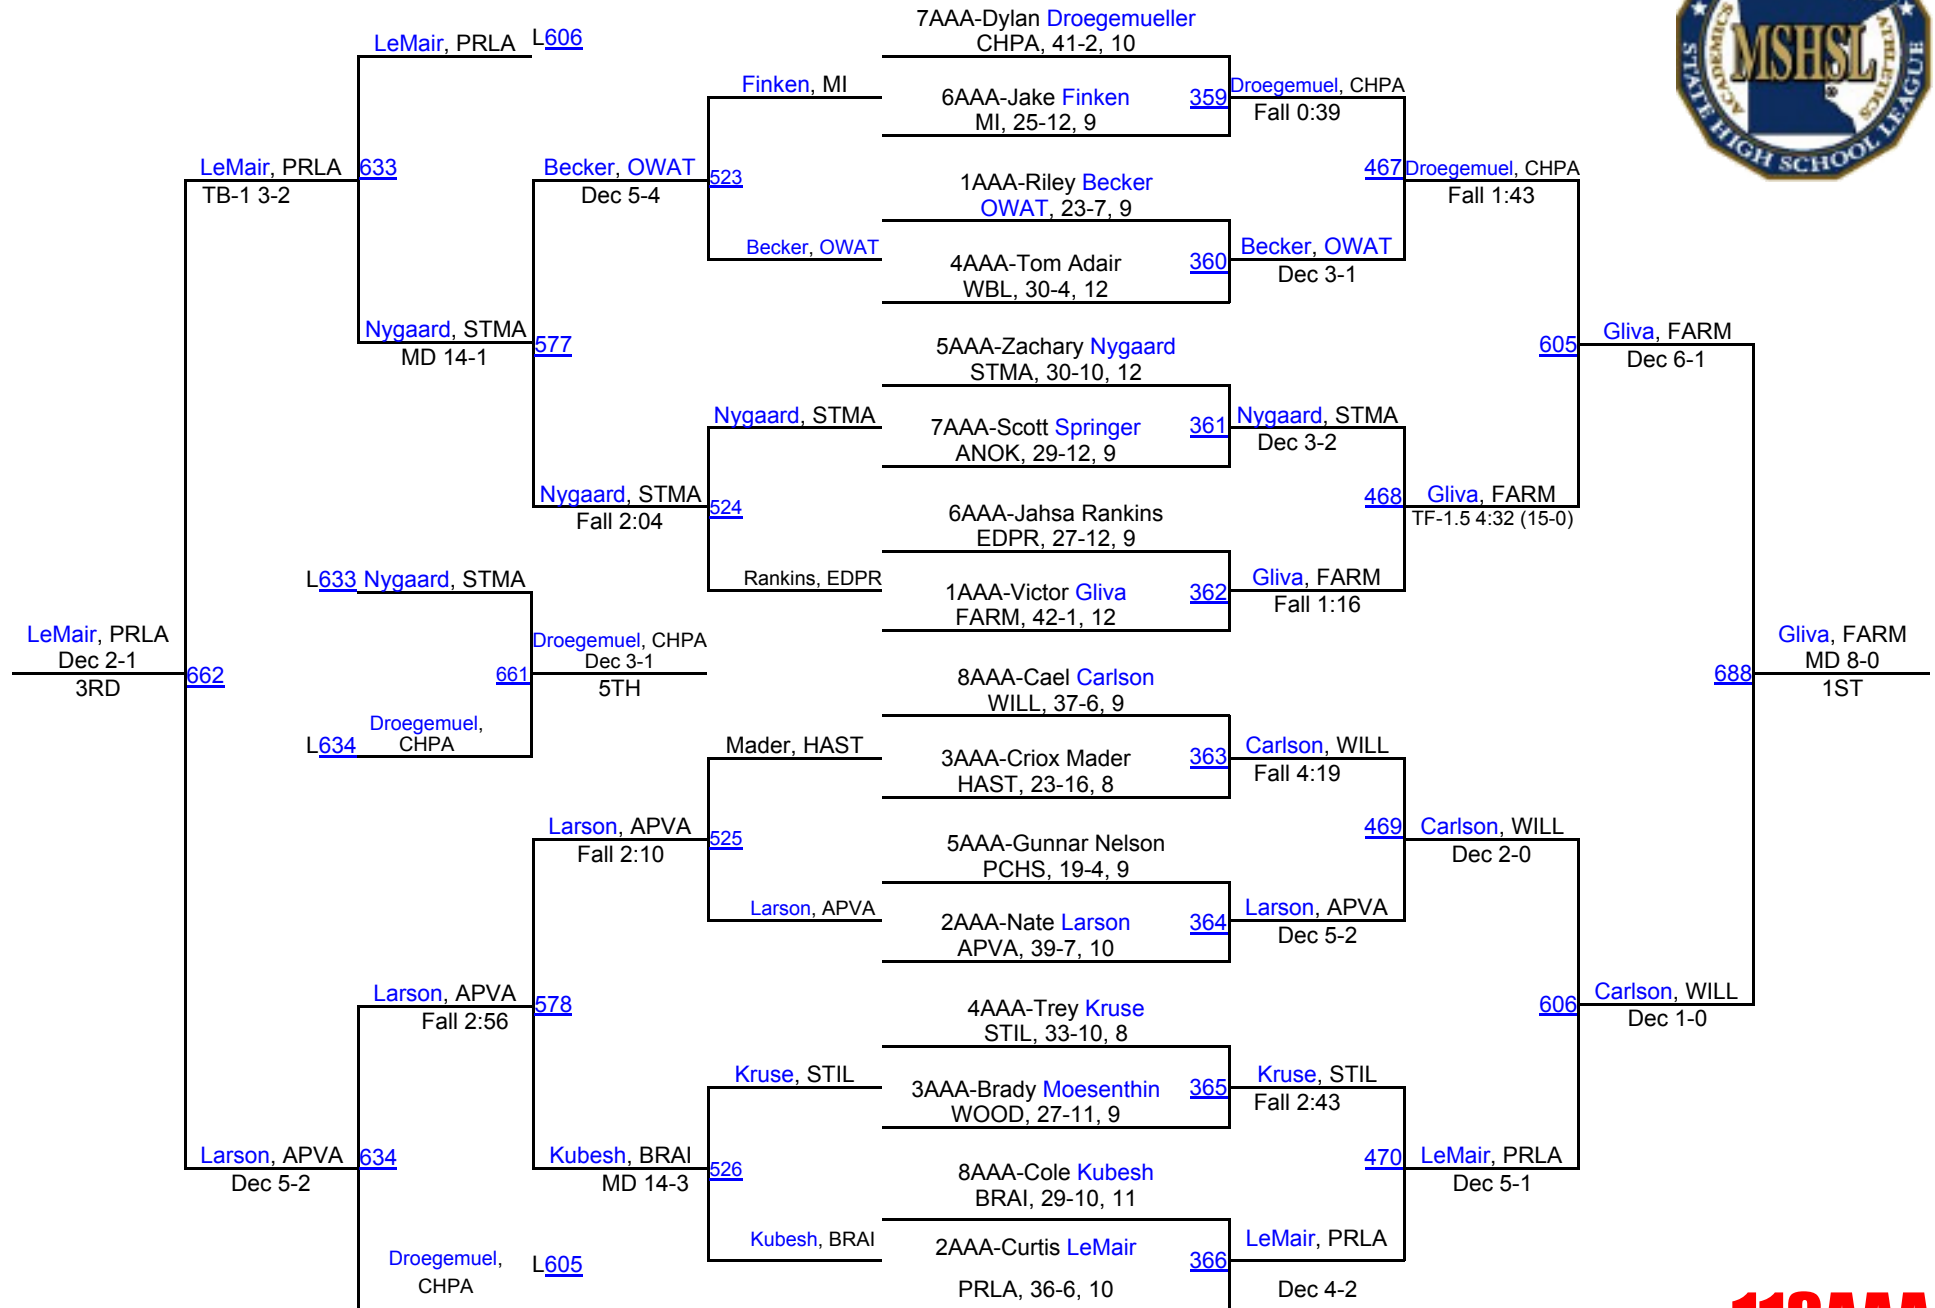 7AAA-Dylan Droegemueller
CHPA, 41-2, 10
LeMair, PRLA L606
Finken, MI
6AAA-Jake Finken
MI, 25-12, 9
359
Droegemuel, CHPA
Fall 0:39
LeMair, PRLA
TB-1 3-2
633
Becker, OWAT
Dec 5-4
523
1AAA-Riley Becker
OWAT, 23-7, 9
467
Droegemuel, CHPA
Fall 1:43
Becker, OWAT
4AAA-Tom Adair
WBL, 30-4, 12
360
Becker, OWAT
Dec 3-1
Nygaard, STMA
MD 14-1
577
5AAA-Zachary Nygaard
STMA, 30-10, 12
605
Gliva, FARM
Dec 6-1
Nygaard, STMA
7AAA-Scott Springer
ANOK, 29-12, 9
361
Nygaard, STMA
Dec 3-2
Nygaard, STMA
Fall 2:04
524
6AAA-Jahsa Rankins
EDPR, 27-12, 9
468
Gliva, FARM
TF-1.5 4:32 (15-0)
L633 Nygaard, STMA
Rankins, EDPR
1AAA-Victor Gliva
FARM, 42-1, 12
362
Gliva, FARM
Fall 1:16
LeMair, PRLA
Dec 2-1
3RD
662
661
Droegemuel, CHPA
Dec 3-1
5TH
8AAA-Cael Carlson
WILL, 37-6, 9
688
Gliva, FARM
MD 8-0
1ST
L634
Droegemuel,
CHPA
Mader, HAST
3AAA-Criox Mader
HAST, 23-16, 8
363
Carlson, WILL
Fall 4:19
Larson, APVA
Fall 2:10
525
5AAA-Gunnar Nelson
PCHS, 19-4, 9
469
Carlson, WILL
Dec 2-0
Larson, APVA
2AAA-Nate Larson
APVA, 39-7, 10
364
Larson, APVA
Dec 5-2
Larson, APVA
Fall 2:56
578
4AAA-Trey Kruse
STIL, 33-10, 8
606
Carlson, WILL
Dec 1-0
Kruse, STIL
3AAA-Brady Moesenthin
WOOD, 27-11, 9
365
Kruse, STIL
Fall 2:43
Larson, APVA
Dec 5-2
634
Kubesh, BRAI
MD 14-3
526
8AAA-Cole Kubesh
BRAI, 29-10, 11
470
LeMair, PRLA
Dec 5-1
Droegemuel,
CHPA
L605
Kubesh, BRAI
2AAA-Curtis LeMair
PRLA, 36-6, 10
366
LeMair, PRLA
Dec 4-2
MSHSL
ACADEMICS
ATHLETICS
STATE HIGH SCHOOL LEAGUE